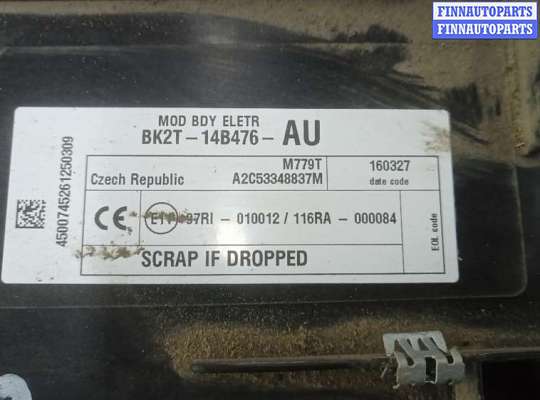 FINNAUTOPARTS
FINNAUTOPARTS
MOD BDY ELETR
BK2T-14B476-AU
M779T
Czech Republic A2C53348837M
160327
date code
4500745261250309
CE 97RI - 010012 / 116RA - 000084
EOL code
SCRAP IF DROPPED